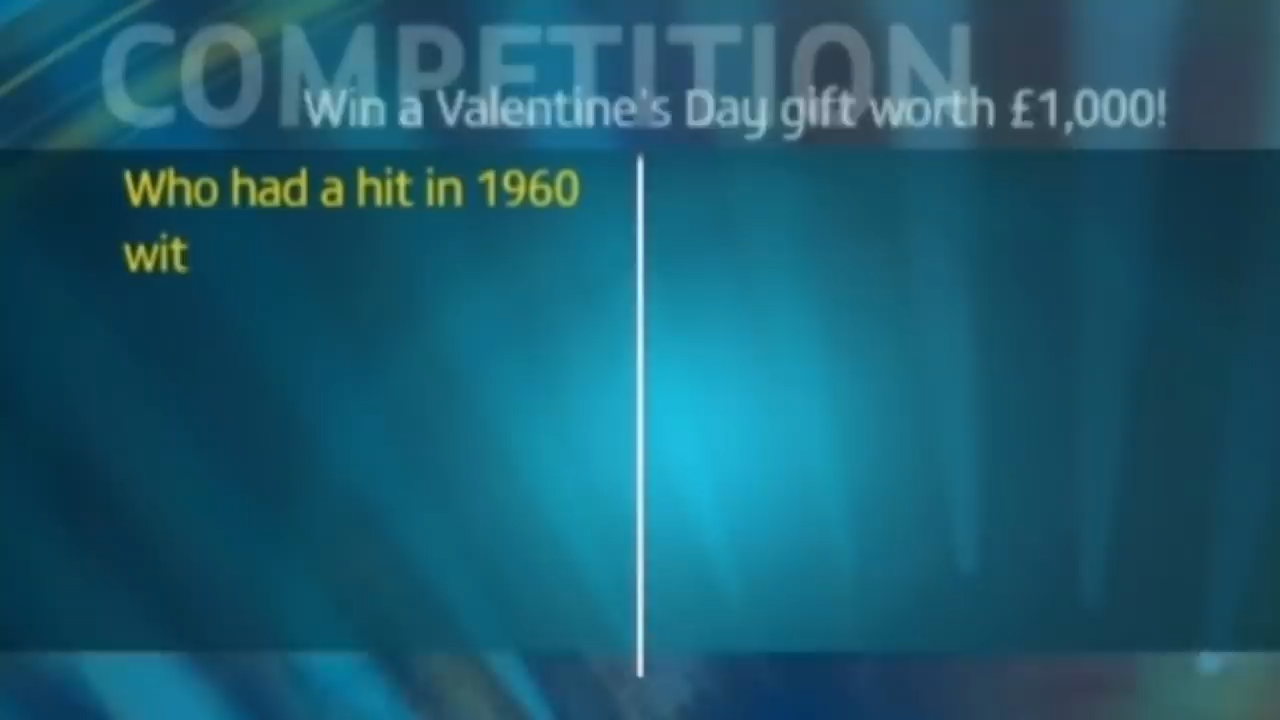 COMPETITION
Win a Valentine's Day gift worth £1,000!
Who had a hit in 1960
wit